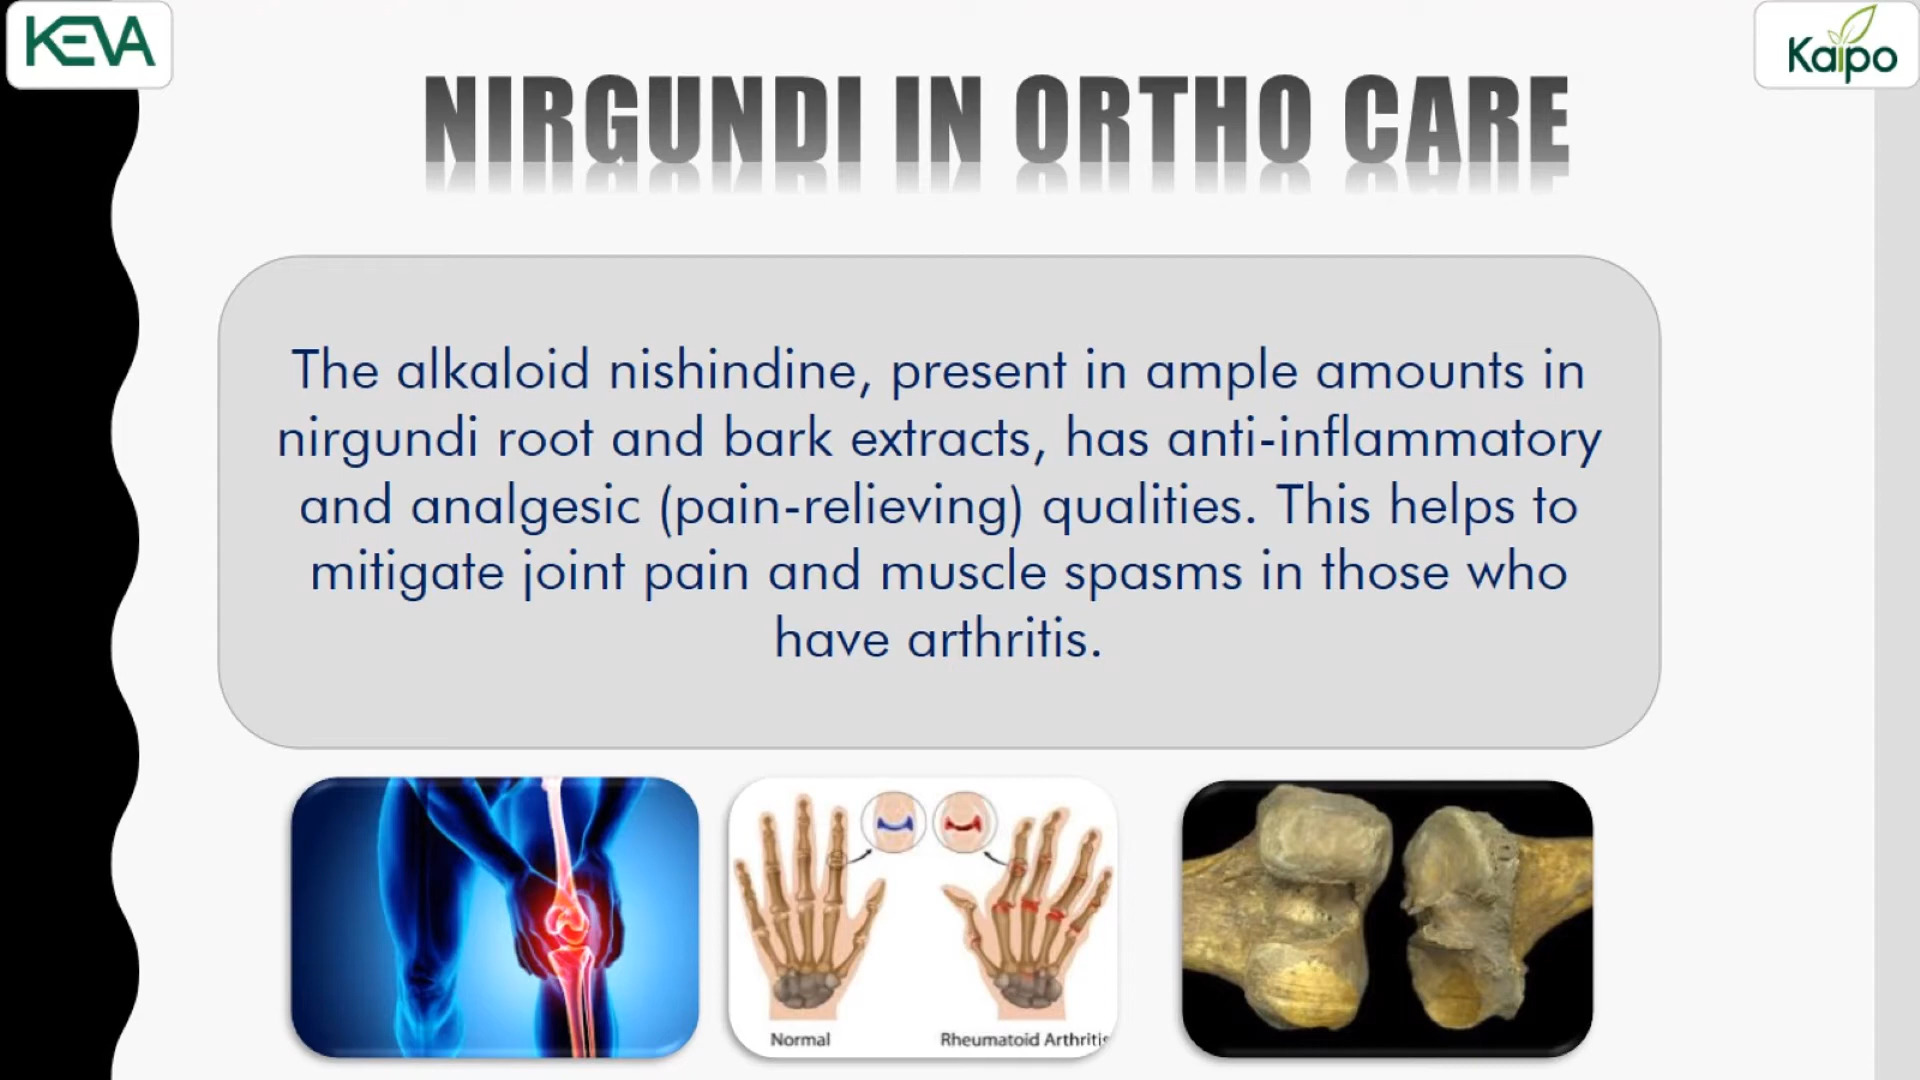 KEVA
Kaipo
NIRGUNDI IN ORTHO CARE
The alkaloid nishindine, present in ample amounts in
nirgundi root and bark extracts, has anti-inflammatory
and analgesic (pain-relieving) qualities. This helps to
mitigate joint pain and muscle spasms in those who
have arthritis.
Normal
Rheumatoid Arthritis